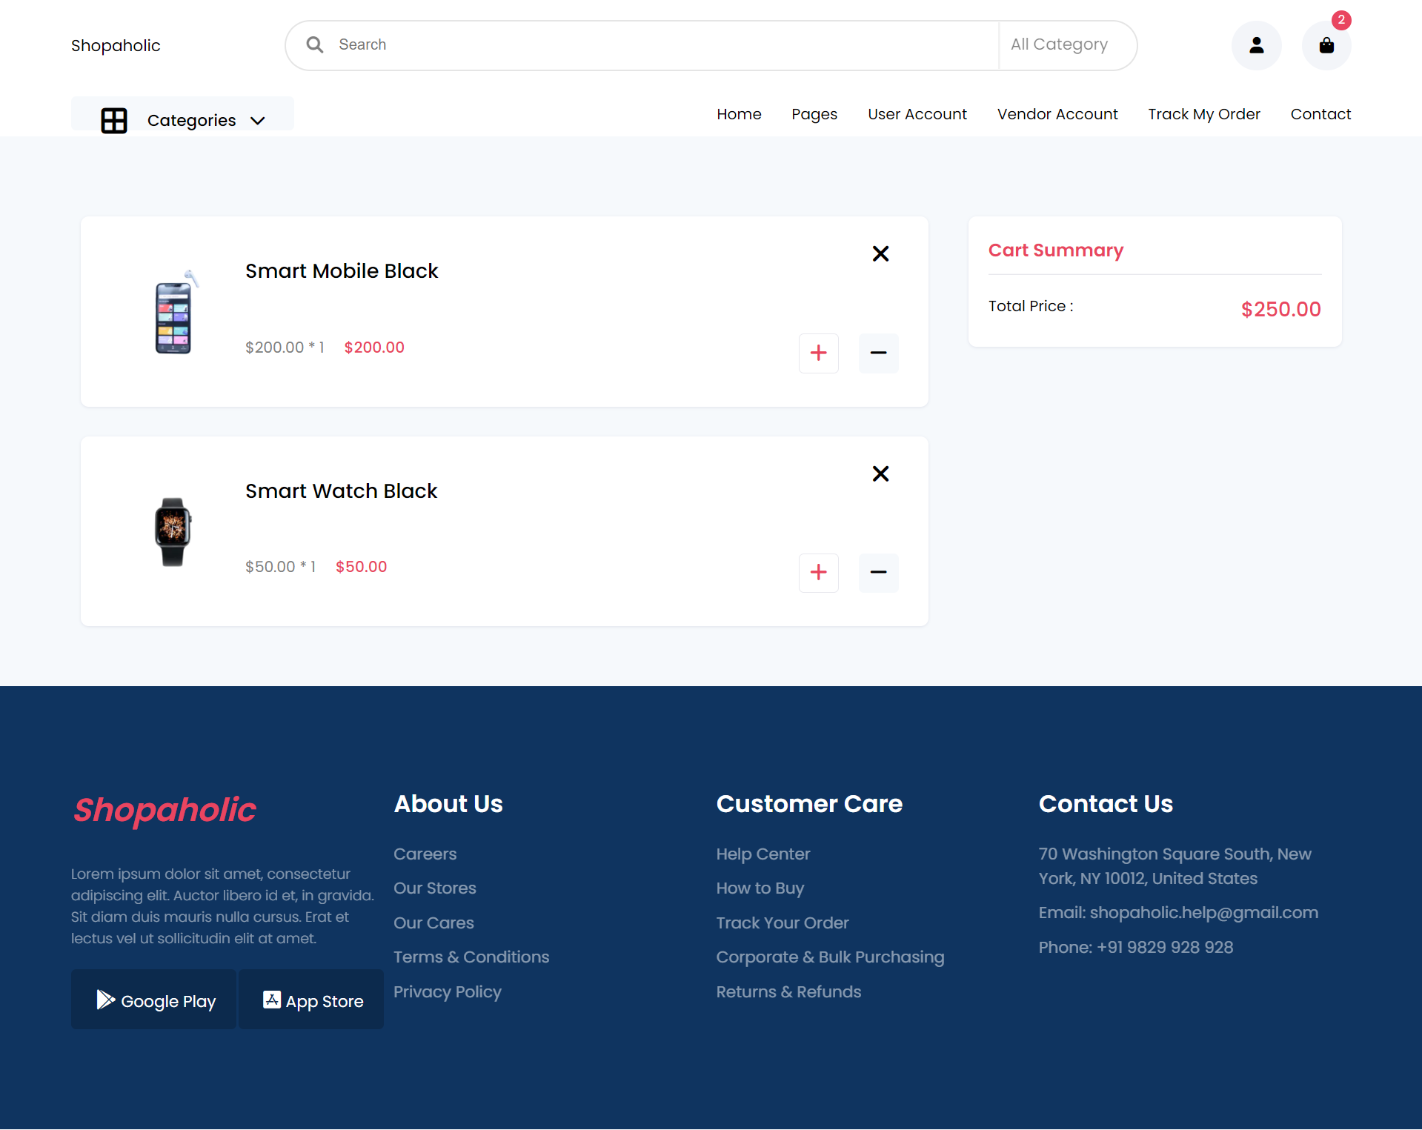 2
Shopaholic
Search
All Category
Categories
Home Pages User Account Vendor Account Track My Order Contact
Smart Mobile Black
$200.00 * 1 $200.00
+ −
Smart Watch Black
$50.00 * 1 $50.00
+ −
Cart Summary
Total Price : $250.00
Shopaholic
Lorem ipsum dolor sit amet, consectetur
adipiscing elit. Auctor libero id et, in gravida.
Sit diam duis mauris nulla cursus. Erat et
lectus vel ut sollicitudin elit at amet.
Google Play App Store
About Us
Careers
Our Stores
Our Cares
Terms & Conditions
Privacy Policy
Customer Care
Help Center
How to Buy
Track Your Order
Corporate & Bulk Purchasing
Returns & Refunds
Contact Us
70 Washington Square South, New
York, NY 10012, United States
Email: shopaholic.help@gmail.com
Phone: +91 9829 928 928